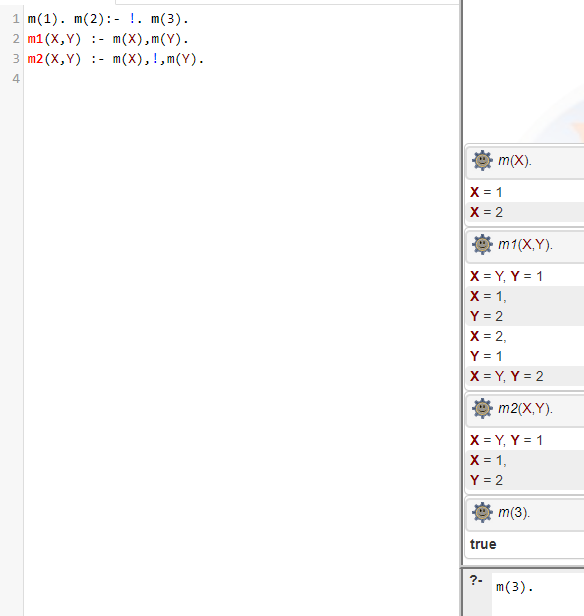 1 m(1). m(2):- !. m(3).
2 m1(X,Y) :- m(X),m(Y).
3 m2(X,Y) :- m(X),!,m(Y).
4
m(X).
X = 1
X = 2
m1(X,Y).
X = Y, Y = 1
X = 1,
Y = 2
X = 2,
Y = 1
X = Y, Y = 2
m2(X,Y).
X = Y, Y = 1
X = 1,
Y = 2
m(3).
true
?- m(3).